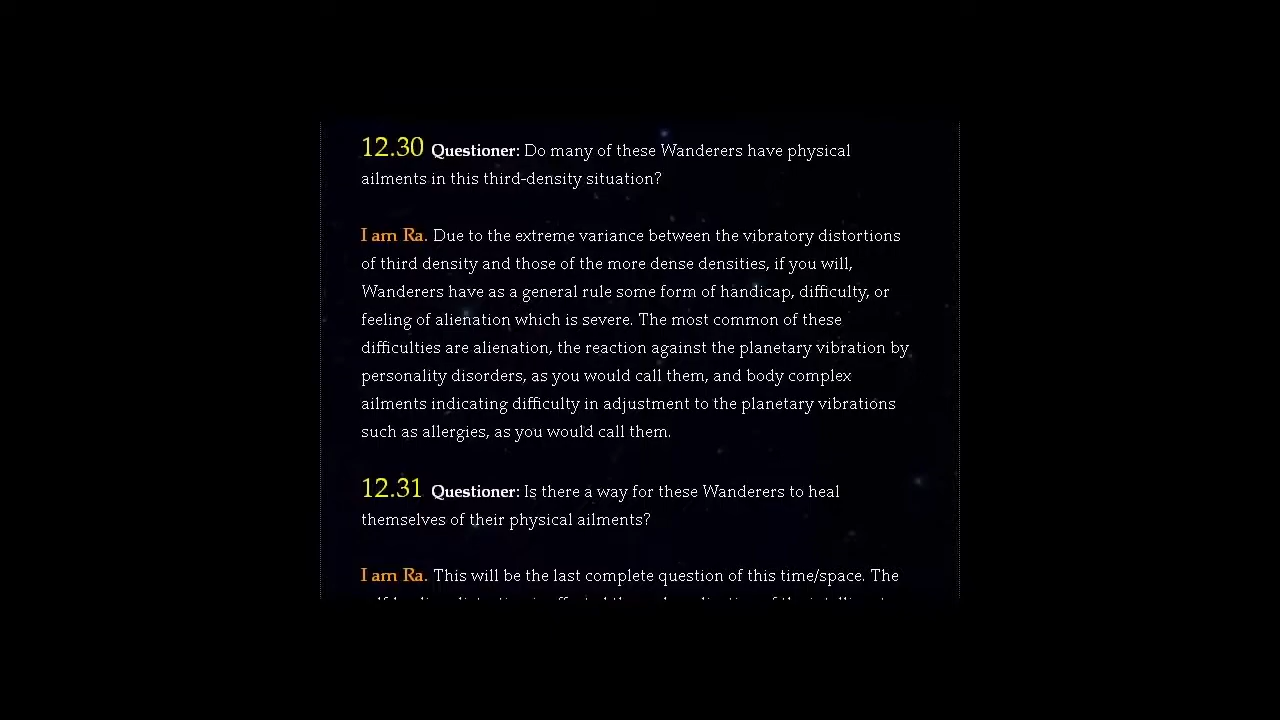 12.30 Questioner: Do many of these Wanderers have physical
ailments in this third-density situation?
I am Ra. Due to the extreme variance between the vibratory distortions
of third density and those of the more dense densities, if you will,
Wanderers have as a general rule some form of handicap, difficulty, or
feeling of alienation which is severe. The most common of these
difficulties are alienation, the reaction against the planetary vibration by
personality disorders, as you would call them, and body complex
ailments indicating difficulty in adjustment to the planetary vibrations
such as allergies, as you would call them.
12.31 Questioner: Is there a way for these Wanderers to heal
themselves of their physical ailments?
I am Ra. This will be the last complete question of this time/space. The